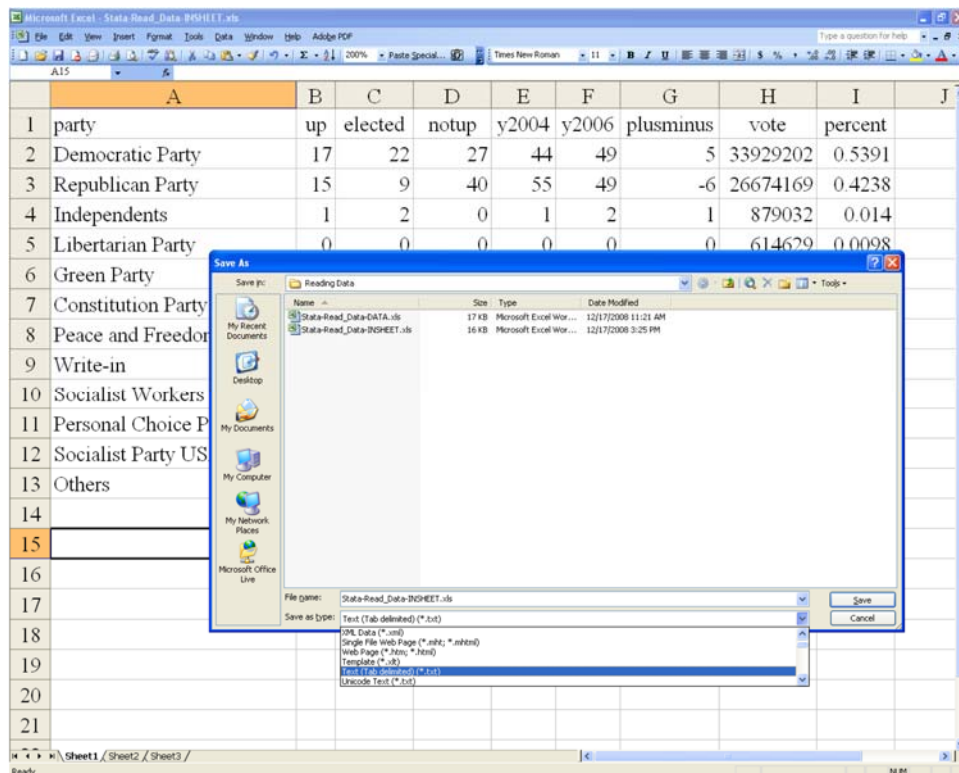 Microsoft Excel - Stata-Read_Data-INSHEET.xls
File Edit View Insert Format Tools Data Window Help Adobe PDF Type a question for help
200% Paste Special... Times New Roman 11 B I U
A15 fx
A B C D E F G H I J
1 party up elected notup y2004 y2006 plusminus vote percent
2 Democratic Party 17 22 27 44 49 5 33929202 0.5391
3 Republican Party 15 9 40 55 49 -6 26674169 0.4238
4 Independents 1 2 0 1 2 1 879032 0.014
5 Libertarian Party 0 0 0 0 0 0 614629 0.0098
6 Green Party
7 Constitution Party
8 Peace and Freedom
9 Write-in
10 Socialist Workers
11 Personal Choice P
12 Socialist Party US
13 Others
14
15
16
17
18
19
20
21
Save As
Save in: Reading Data Tools
Name Size Type Date Modified
Stata-Read_Data-DATA.xls 17 KB Microsoft Excel Wor... 12/17/2008 11:21 AM
Stata-Read_Data-INSHEET.xls 16 KB Microsoft Excel Wor... 12/17/2008 3:25 PM
My Recent Documents
Desktop
My Documents
My Computer
My Network Places
Microsoft Office Live
File name: Stata-Read_Data-INSHEET.xls Save
Save as type: Text (Tab delimited) (*.txt) Cancel
XML Data (*.xml)
Single File Web Page (*.mht; *.mhtml)
Web Page (*.htm; *.html)
Template (*.xlt)
Text (Tab delimited) (*.txt)
Unicode Text (*.txt)
Sheet1 Sheet2 Sheet3
Ready NUM